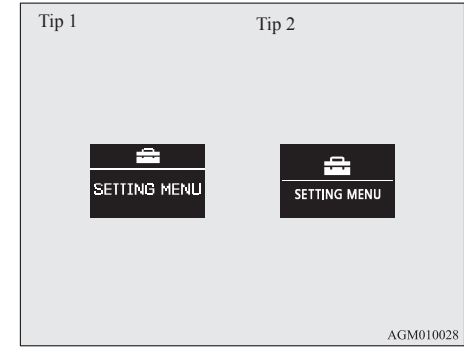 Tip 1
Tip 2
SETTING MENU
SETTING MENU
AGM010028